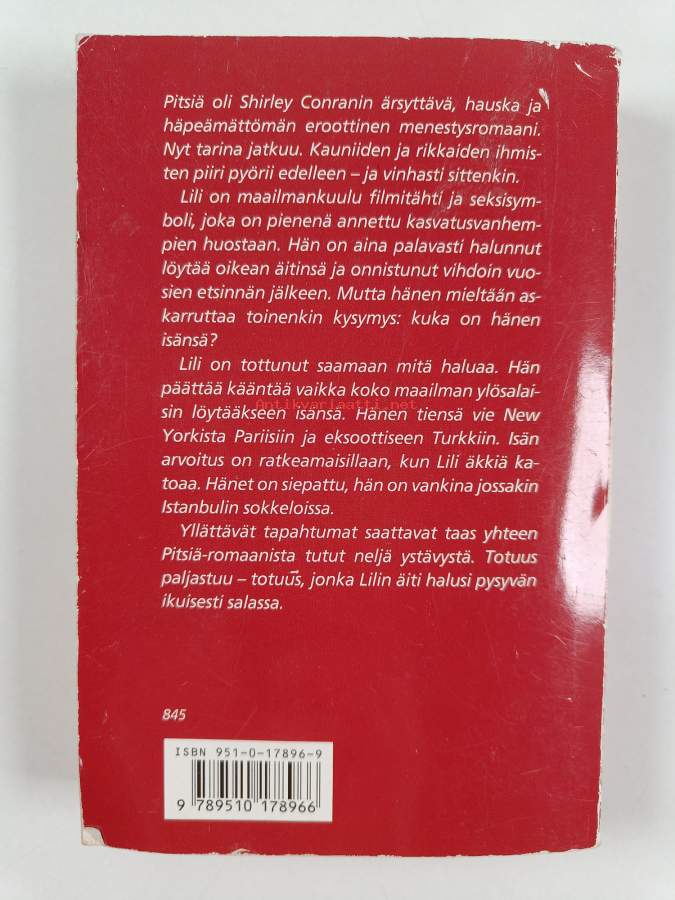 Pitsiä oli Shirley Conranin ärsyttävä, hauska ja
häpeämättömän eroottinen menestysromaani.
Nyt tarina jatkuu. Kauniiden ja rikkaiden ihmis-
ten piiri pyörii edelleen – ja vinhasti sittenkin.
Lili on maailmankuulu filmitähti ja seksisym-
boli, joka on pienenä annettu kasvatusvanhem-
pien huostaan. Hän on aina palavasti halunnut
löytää oikean äitinsä ja onnistunut vihdoin vuo-
sien etsinnän jälkeen. Mutta hänen mieltään as-
karruttaa toinenkin kysymys: kuka on hänen
isänsä?
Lili on tottunut saamaan mitä haluaa. Hän
päättää kääntää vaikka koko maailman ylösalai-
sin löytääkseen isänsä. Hänen tiensä vie New
Antikvariaatti.net
Yorkista Pariisiin ja eksoottiseen Turkkiin. Isän
arvoitus on ratkeamaisillaan, kun Lili äkkiä ka-
toaa. Hänet on siepattu, hän on vankina jossakin
Istanbulin sokkeloissa.
Yllättävät tapahtumat saattavat taas yhteen
Pitsiä-romaanista tutut neljä ystävystä. Totuus
paljastuu – totuus, jonka Lilin äiti halusi pysyvän
ikuisesti salassa.
845
ISBN 951-0-17896-9
9 789510 178966